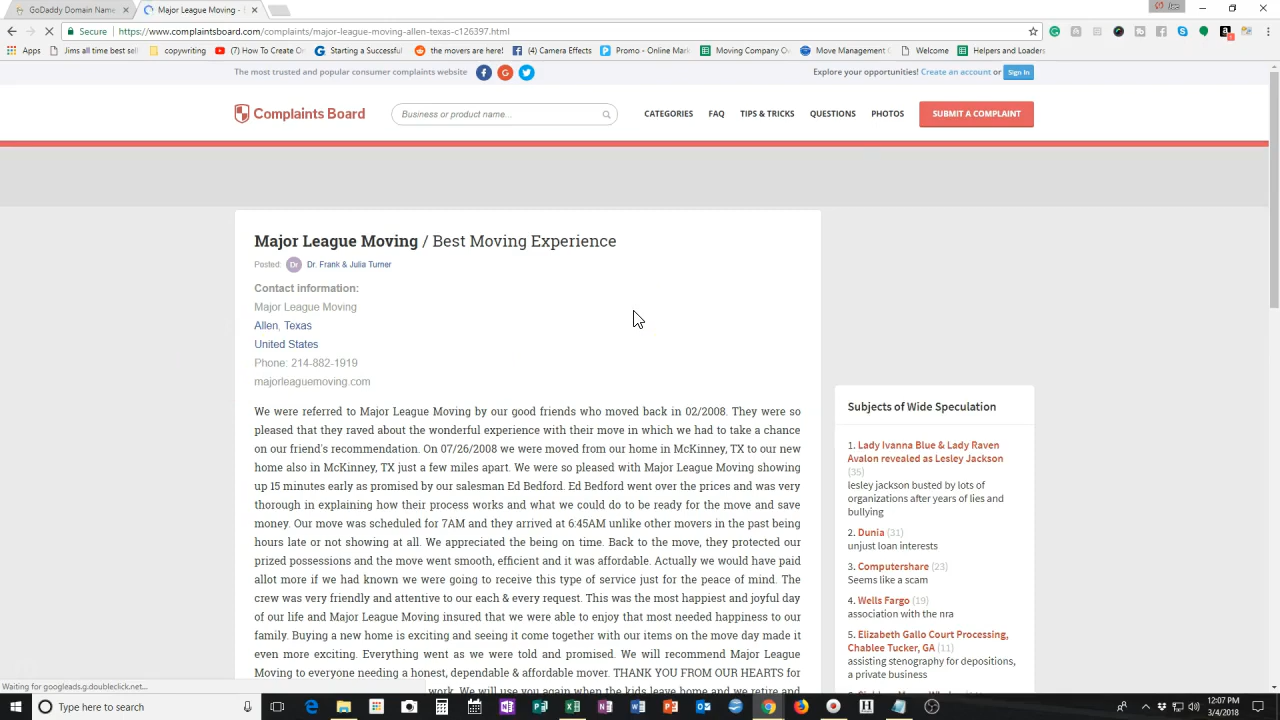 GoDaddy Domain Name
Major League Moving -
Secure
https://www.complaintsboard.com/complaints/major-league-moving-allen-texas-c126397.html
Apps
Jims all time best sell
copywriting
(7) How To Create O
Starting a Successful
the movers are here!
(4) Camera Effects
Promo - Online Mark
Moving Company O
Move Management C
Welcome
Helpers and Loaders
The most trusted and popular consumer complaints website
Explore your opportunities! Create an account or Sign In
Complaints Board
Business or product name...
CATEGORIES
FAQ
TIPS & TRICKS
QUESTIONS
PHOTOS
SUBMIT A COMPLAINT
Major League Moving / Best Moving Experience
Posted: Dr Dr. Frank & Julia Turner
Contact information:
Major League Moving
Allen, Texas
United States
Phone: 214-882-1919
majorleaguemoving.com
We were referred to Major League Moving by our good friends who moved back in 02/2008. They were so
pleased that they raved about the wonderful experience with their move in which we had to take a chance
on our friend's recommendation. On 07/26/2008 we were moved from our home in McKinney, TX to our new
home also in McKinney, TX just a few miles apart. We were so pleased with Major League Moving showing
up 15 minutes early as promised by our salesman Ed Bedford. Ed Bedford went over the prices and was very
thorough in explaining how their process works and what we could do to be ready for the move and save
money. Our move was scheduled for 7AM and they arrived at 6:45AM unlike other movers in the past being
hours late or not showing at all. We appreciated the being on time. Back to the move, they protected our
prized possessions and the move went smooth, efficient and it was affordable. Actually we would have paid
allot more if we had known we were going to receive this type of service just for the peace of mind. The
crew was very friendly and attentive to our each & every request. This was the most happiest and joyful day
of our life and Major League Moving insured that we were able to enjoy that most needed happiness to our
family. Buying a new home is exciting and seeing it come together with our items on the move day made it
even more exciting. Everything went as we were told and promised. We will recommend Major League
Moving to everyone needing a honest, dependable & affordable mover. THANK YOU FROM OUR HEARTS for
work. We will use you again when the kids leave home and we retire and
Subjects of Wide Speculation
1. Lady Ivanna Blue & Lady Raven
Avalon revealed as Lesley Jackson
(35)
lesley jackson busted by lots of
organizations after years of lies and
bullying
2. Dunia (31)
unjust loan interests
3. Computershare (23)
Seems like a scam
4. Wells Fargo (19)
association with the nra
5. Elizabeth Gallo Court Processing,
Chablee Tucker, GA (11)
assisting stenography for depositions,
a private business
Waiting for googleads.g.doubleclick.net...
Type here to search
12:07 PM
3/4/2018